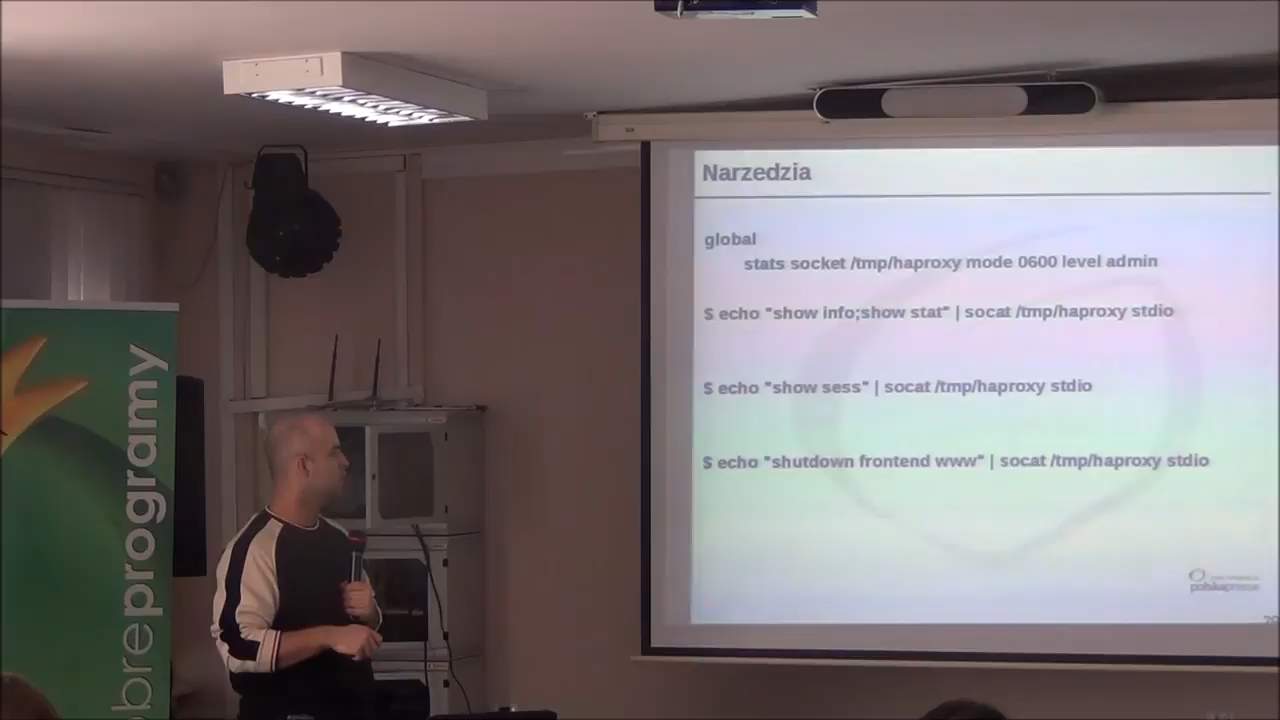 Narzedzia
global
stats socket /tmp/haproxy mode 0600 level admin
$ echo "show info;show stat" | socat /tmp/haproxy stdio
$ echo "show sess" | socat /tmp/haproxy stdio
$ echo "shutdown frontend www" | socat /tmp/haproxy stdio
polskapresse
obreprogramy